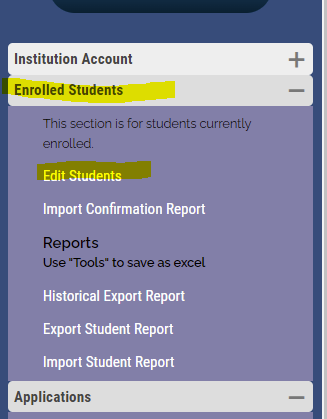 Institution Account
Enrolled Students
This section is for students currently
enrolled.
Edit Students
Import Confirmation Report
Reports
Use "Tools" to save as excel
Historical Export Report
Export Student Report
Import Student Report
Applications